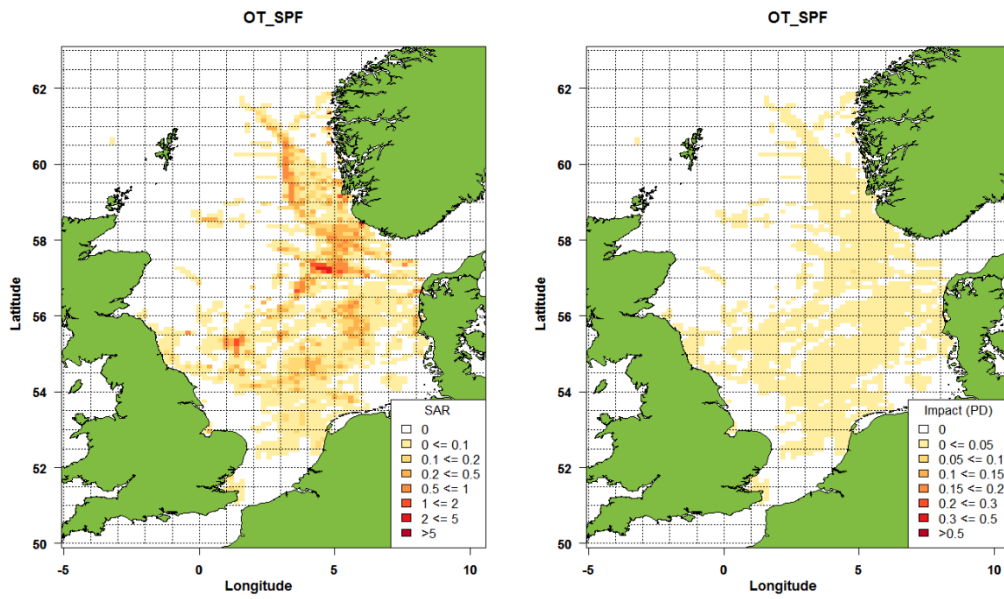 OT_SPF
62
60
58
56
54
52
50
Latitude
-5
0
5
10
Longitude
SAR
0
0 <= 0.1
0.1 <= 0.2
0.2 <= 0.5
0.5 <= 1
1 <= 2
2 <= 5
>5
OT_SPF
62
60
58
56
54
52
50
Latitude
-5
0
5
10
Longitude
Impact (PD)
0
0 <= 0.05
0.05 <= 0.1
0.1 <= 0.15
0.15 <= 0.2
0.2 <= 0.3
0.3 <= 0.5
>0.5